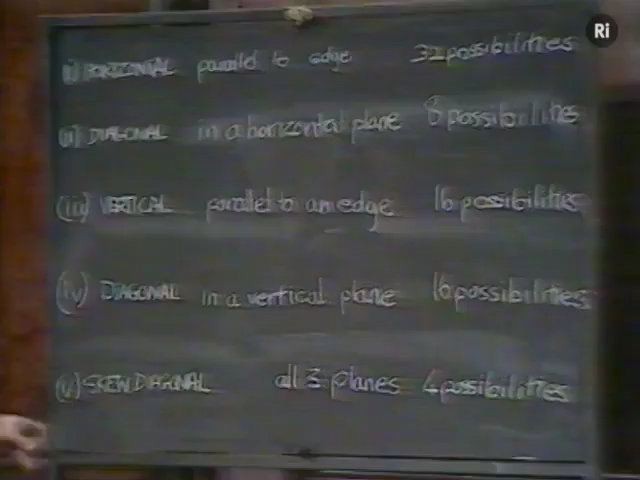 Ri
(i) HORIZONTAL parallel to edge 32 possibilities
(ii) DIAGONAL in a horizontal plane 8 possibilities
(iii) VERTICAL parallel to an edge 16 possibilities
(iv) DIAGONAL in a vertical plane 16 possibilities
(v) SKEW DIAGONAL all 3 planes 4 possibilities